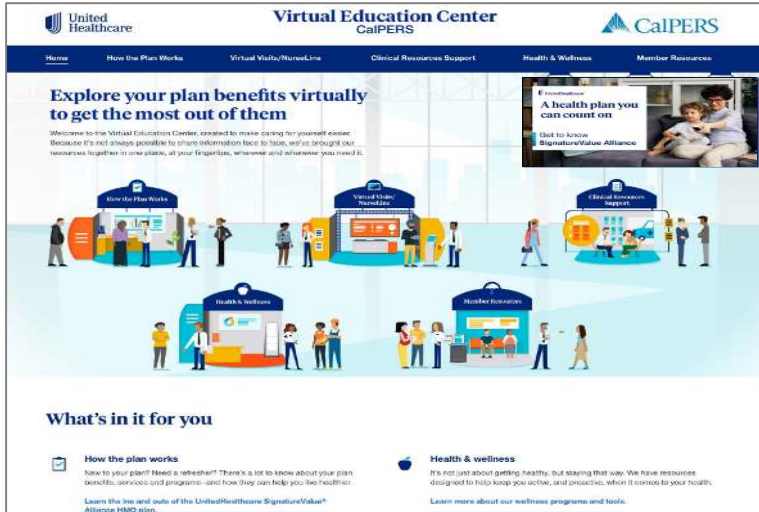 United
Healthcare
Virtual Education Center
CalPERS
CalPERS
Home How the Plan Works Virtual Visits/NurseLine Clinical Resources Support Health & Wellness Member Resources
Explore your plan benefits virtually
to get the most out of them
Welcome to the Virtual Education Center, created to make caring for yourself easier.
Because it's not always possible to share information face to face, we've brought our
resources together in one place, at your fingertips, wherever and whenever you need it.
UnitedHealthcare
A health plan you
can count on
Get to know
SignatureValue Alliance
How the Plan Works
Virtual Visits/
NurseLine
Clinical Resources
Support
Health & Wellness
Member Resources
What's in it for you
How the plan works
New to your plan? Need a refresher? There's a lot to know about your plan
benefits, services and programs—and how they can help you live healthier.
Learn the ins and outs of the UnitedHealthcare SignatureValue®
Alliance HMO plan.
Health & wellness
It's not just about getting healthy, but staying that way. We have resources
designed to help keep you active, and proactive, when it comes to your health.
Learn more about our wellness programs and tools.